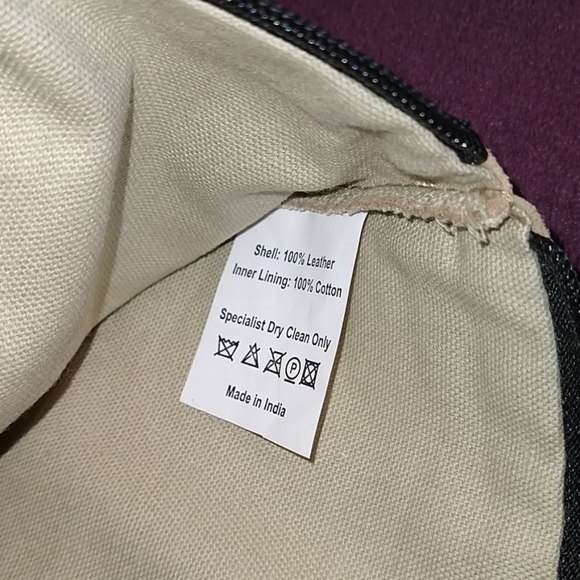 Shell: 100% Leather
Inner Lining: 100% Cotton
Specialist Dry Clean Only
P
Made in India